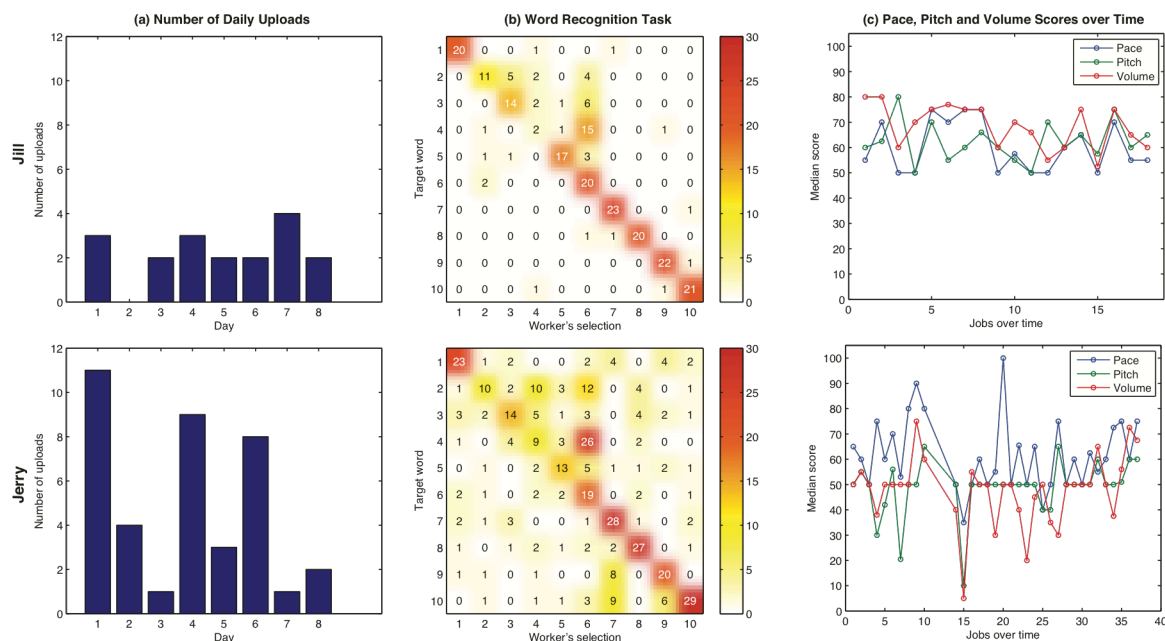 (a) Number of Daily Uploads
(b) Word Recognition Task
(c) Pace, Pitch and Volume Scores over Time
Jill
Number of uploads
12
10
8
6
4
2
0
1 2 3 4 5 6 7 8
Day
Target word
1 20 0 0 1 0 0 1 0 0 0
2 0 11 5 2 0 4 0 0 0 0
3 0 0 14 2 1 6 0 0 0 0
4 0 1 0 2 1 15 0 0 1 0
5 0 1 1 0 17 3 0 0 0 0
6 0 2 0 0 0 20 0 0 0 0
7 0 0 0 0 0 0 23 0 0 1
8 0 0 0 0 0 1 1 20 0 0
9 0 0 0 0 0 0 0 0 22 1
10 0 0 0 1 0 0 0 0 1 21
1 2 3 4 5 6 7 8 9 10
Worker's selection
30
25
20
15
10
5
0
Median score
100
90
80
70
60
50
40
30
20
10
0
0 5 10 15
Jobs over time
Pace
Pitch
Volume
Jerry
Number of uploads
12
10
8
6
4
2
0
1 2 3 4 5 6 7 8
Day
Target word
1 23 1 2 0 0 2 4 0 4 2
2 1 10 2 10 3 12 0 4 0 1
3 3 2 14 5 1 3 0 4 2 1
4 1 0 4 9 3 26 0 2 0 0
5 0 1 0 2 13 5 1 1 2 0
6 2 1 0 2 2 19 0 1 0 2
7 2 1 3 0 0 1 28 1 0 2
8 1 0 1 2 1 2 2 27 0 0
9 1 1 0 1 0 0 8 0 20 0
10 0 1 1 1 3 1 9 0 6 29
1 2 3 4 5 6 7 8 9 10
Worker's selection
30
25
20
15
10
5
0
Median score
100
90
80
70
60
50
40
30
20
10
0
0 5 10 15 20 25 30 35 40
Jobs over time
Pace
Pitch
Volume